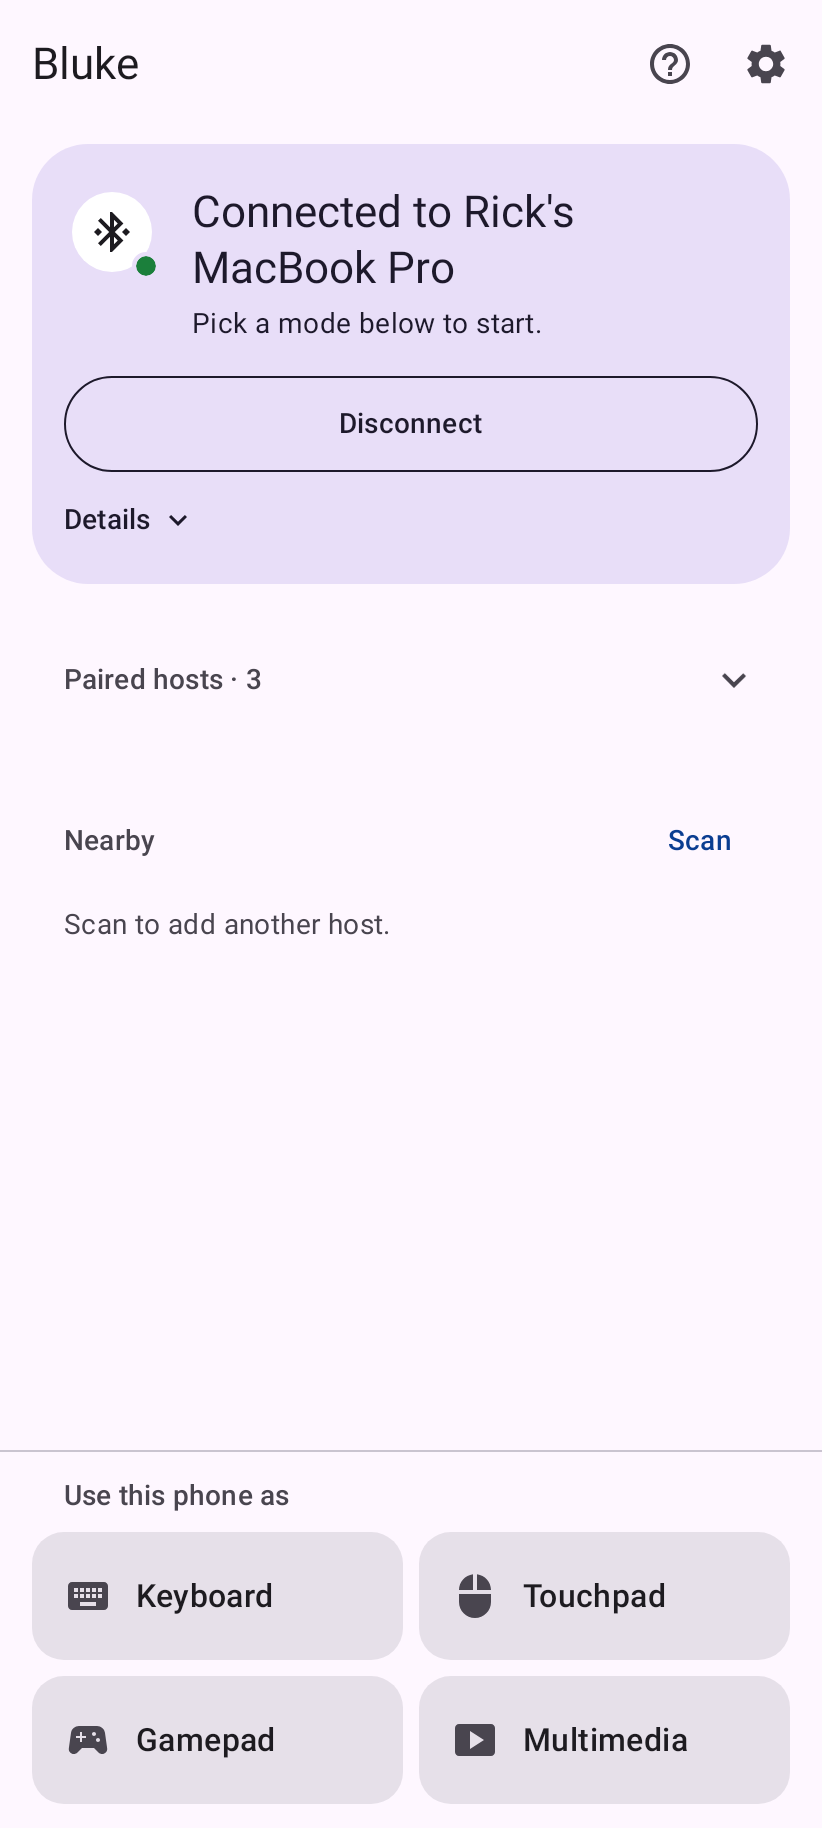 Bluke
Connected to Rick's
MacBook Pro
Pick a mode below to start.
Disconnect
Details
Paired hosts · 3
Nearby
Scan
Scan to add another host.
Use this phone as
Keyboard
Touchpad
Gamepad
Multimedia